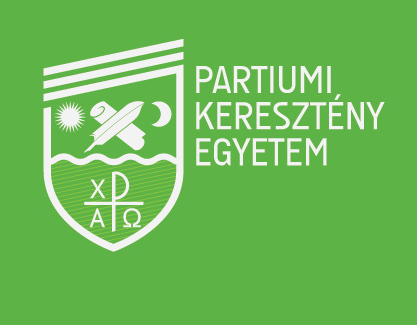 PARTIUMI
KERESZTÉNY
EGYETEM
X P
A Ω